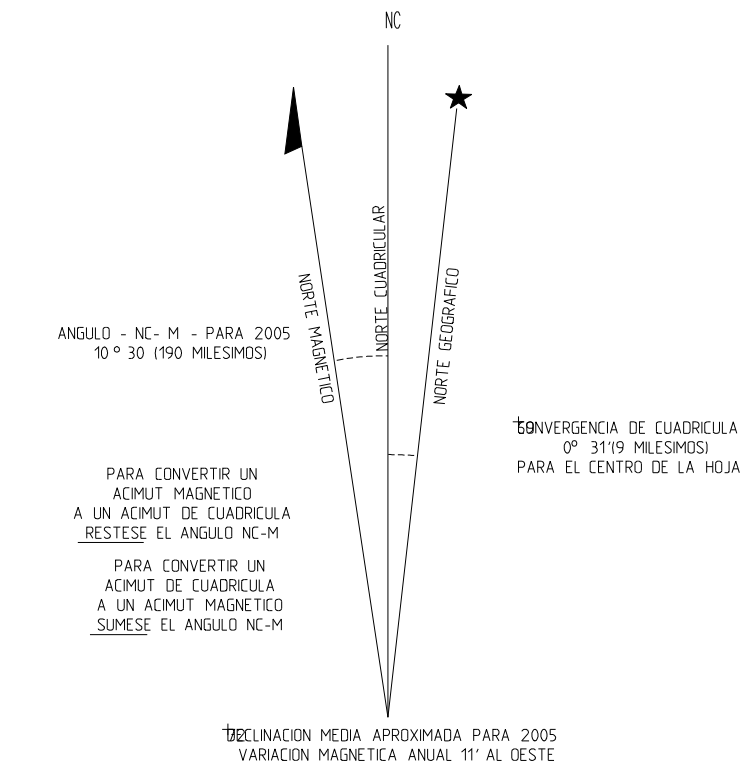 NC
NORTE MAGNETICO
NORTE CUADRICULAR
NORTE GEOGRAFICO
ANGULO - NC- M - PARA 2005
10 º 30 (190 MILESIMOS)
CONVERGENCIA DE CUADRICULA
0º 31'(9 MILESIMOS)
PARA EL CENTRO DE LA HOJA
PARA CONVERTIR UN
ACIMUT MAGNETICO
A UN ACIMUT DE CUADRICULA
RESTESE EL ANGULO NC-M
PARA CONVERTIR UN
ACIMUT DE CUADRICULA
A UN ACIMUT MAGNETICO
SUMESE EL ANGULO NC-M
DECLINACION MEDIA APROXIMADA PARA 2005
VARIACION MAGNETICA ANUAL 11' AL OESTE